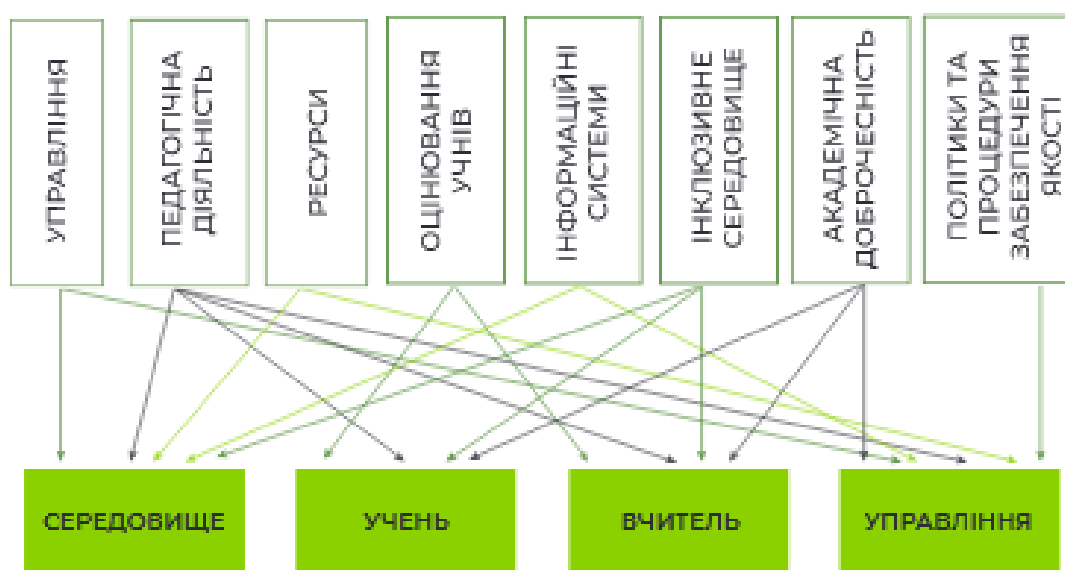 УПРАВЛІННЯ
ПЕДАГОГІЧНА
ДІЯЛЬНІСТЬ
РЕСУРСИ
ОЦІНЮВАННЯ
УЧНІВ
ІНФОРМАЦІЙНІ
СИСТЕМИ
ІНКЛЮЗИВНЕ
СЕРЕДОВИЩЕ
АКАДЕМІЧНА
ДОБРОЧЕСНІСТЬ
ПОЛІТИКИ ТА
ПРОЦЕДУРИ
ЗАБЕЗПЕЧЕННЯ
ЯКОСТІ
СЕРЕДОВИЩЕ
УЧЕНЬ
ВЧИТЕЛЬ
УПРАВЛІННЯ